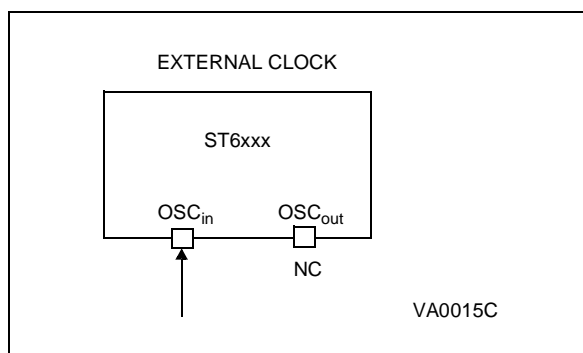 EXTERNAL CLOCK
ST6xxx
OSCin OSCout
NC
VA0015C